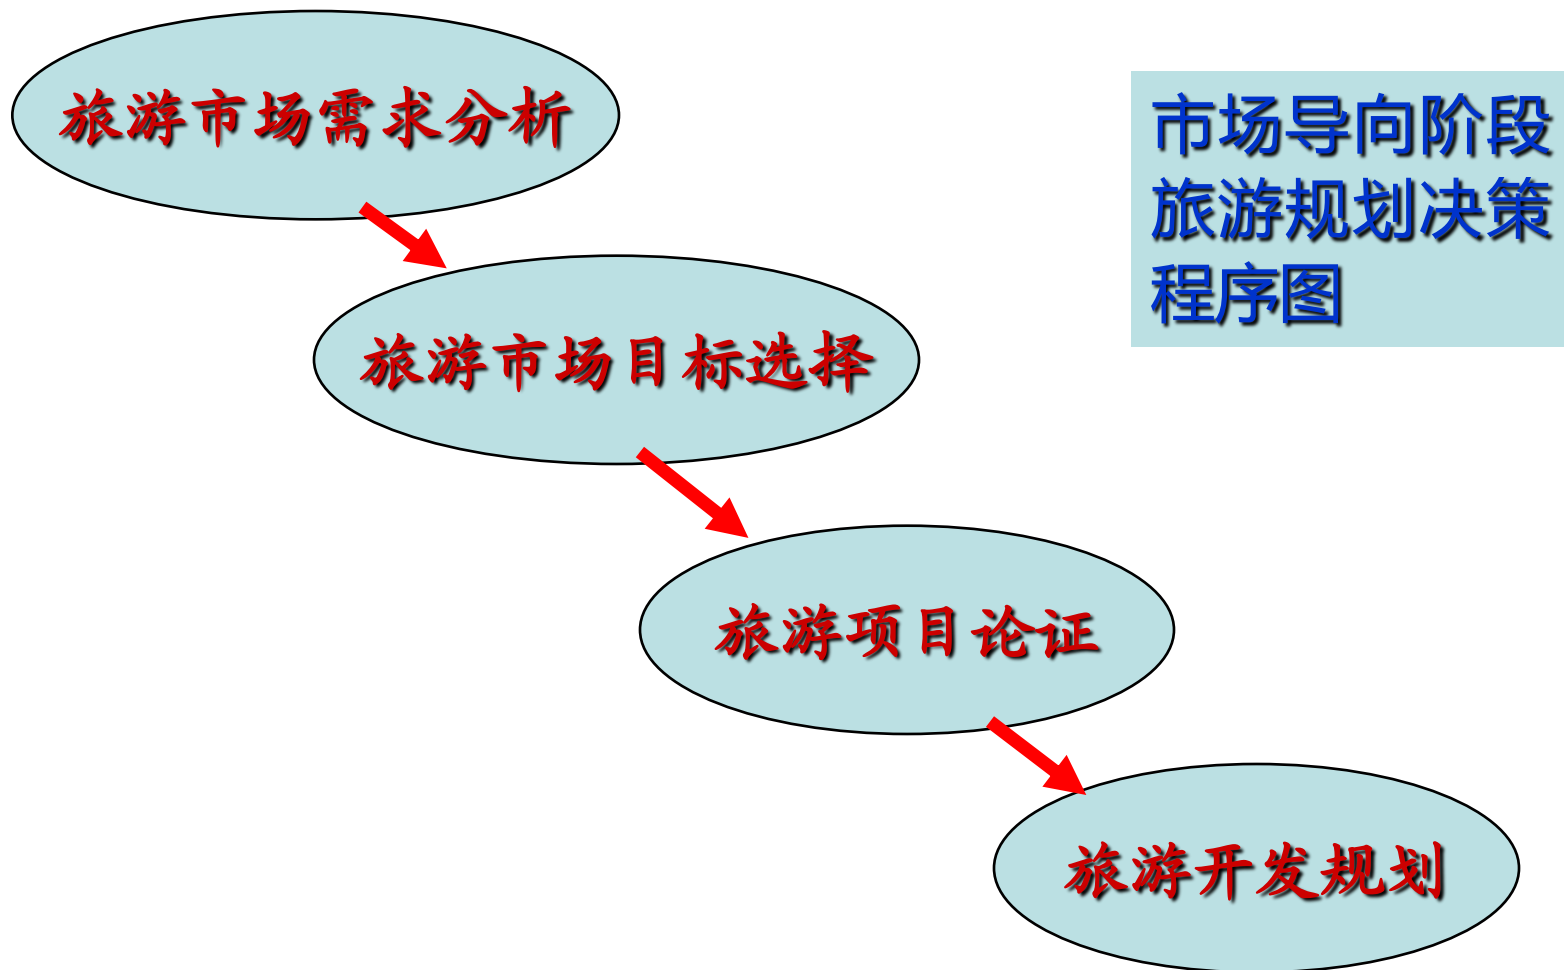 旅游市场需求分析
市场导向阶段
旅游规划决策
程序图
旅游市场目标选择
旅游项目论证
旅游开发规划